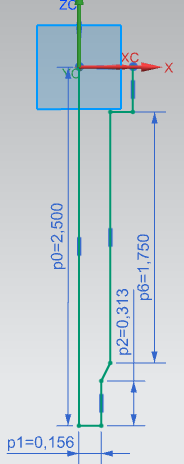 ZC
XC
X
YC
p0=2,500
p6=1,750
p2=0,313
p1=0,156